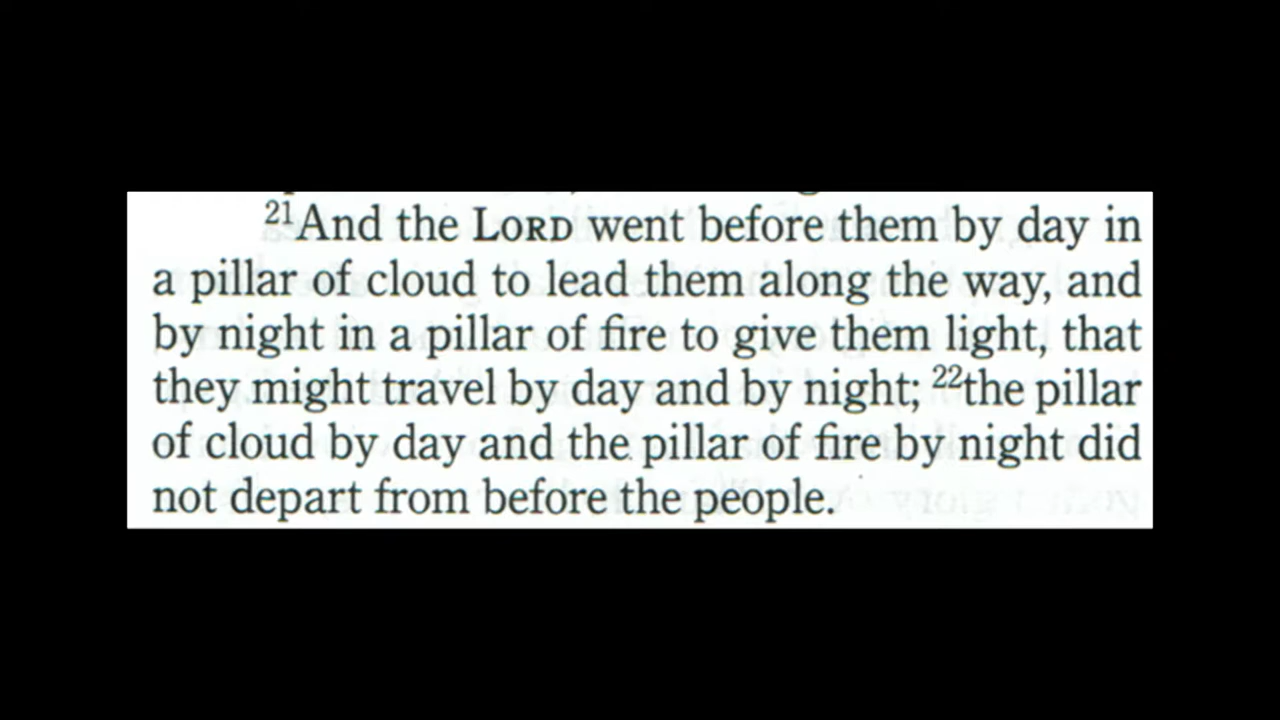 21And the LORD went before them by day in
a pillar of cloud to lead them along the way, and
by night in a pillar of fire to give them light, that
they might travel by day and by night; 22the pillar
of cloud by day and the pillar of fire by night did
not depart from before the people.